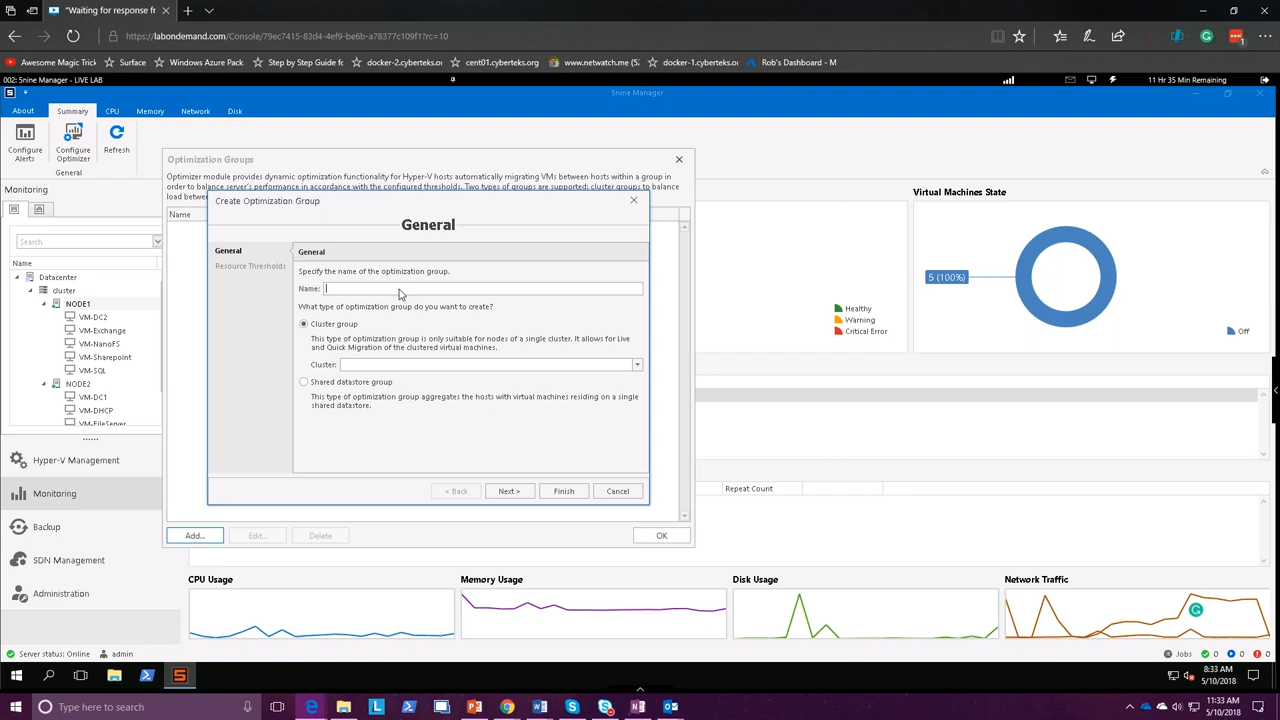 "Waiting for response fr
https://labondemand.com/Console/79ec7415-83d4-4ef9-be6b-a78377c109f1?rc=10
Awesome Magic Trick
Surface
Windows Azure Pack
Step by Step Guide fo
docker-2.cyberteks.com
cent01.cyberteks.org
www.netwatch.me (52
docker-1.cyberteks.com
Rob's Dashboard - M
002: 5nine Manager - LIVE LAB
11 Hr 35 Min Remaining
5nine Manager
About
Summary
CPU
Memory
Network
Disk
Configure Alerts
Configure Optimizer
Refresh
General
Monitoring
Search
Name
Datacenter
cluster
NODE1
VM-DC2
VM-Exchange
VM-NanoFS
VM-Sharepoint
VM-SQL
NODE2
VM-DC1
VM-DHCP
VM-FileServer
Hyper-V Management
Monitoring
Backup
SDN Management
Administration
Optimization Groups
Optimizer module provides dynamic optimization functionality for Hyper-V hosts automatically migrating VMs between hosts within a group in
order to balance server's performance in accordance with the configured thresholds. Two types of groups are supported: cluster groups to balance
load betwe
Name
Create Optimization Group
General
General
Resource Thresholds
General
Specify the name of the optimization group.
Name:
What type of optimization group do you want to create?
Cluster group
This type of optimization group is only suitable for nodes of a single cluster. It allows for Live
and Quick Migration of the clustered virtual machines.
Cluster:
Shared datastore group
This type of optimization group aggregates the hosts with virtual machines residing on a single
shared datastore.
< Back
Next >
Finish
Cancel
Add...
Edit...
Delete
OK
Healthy
Warning
Critical Error
Virtual Machines State
5 (100%)
Off
Repeat Count
CPU Usage
Memory Usage
Disk Usage
Network Traffic
Server status: Online
admin
Jobs
0
0
0
8:33 AM
5/10/2018
Type here to search
11:33 AM
5/10/2018